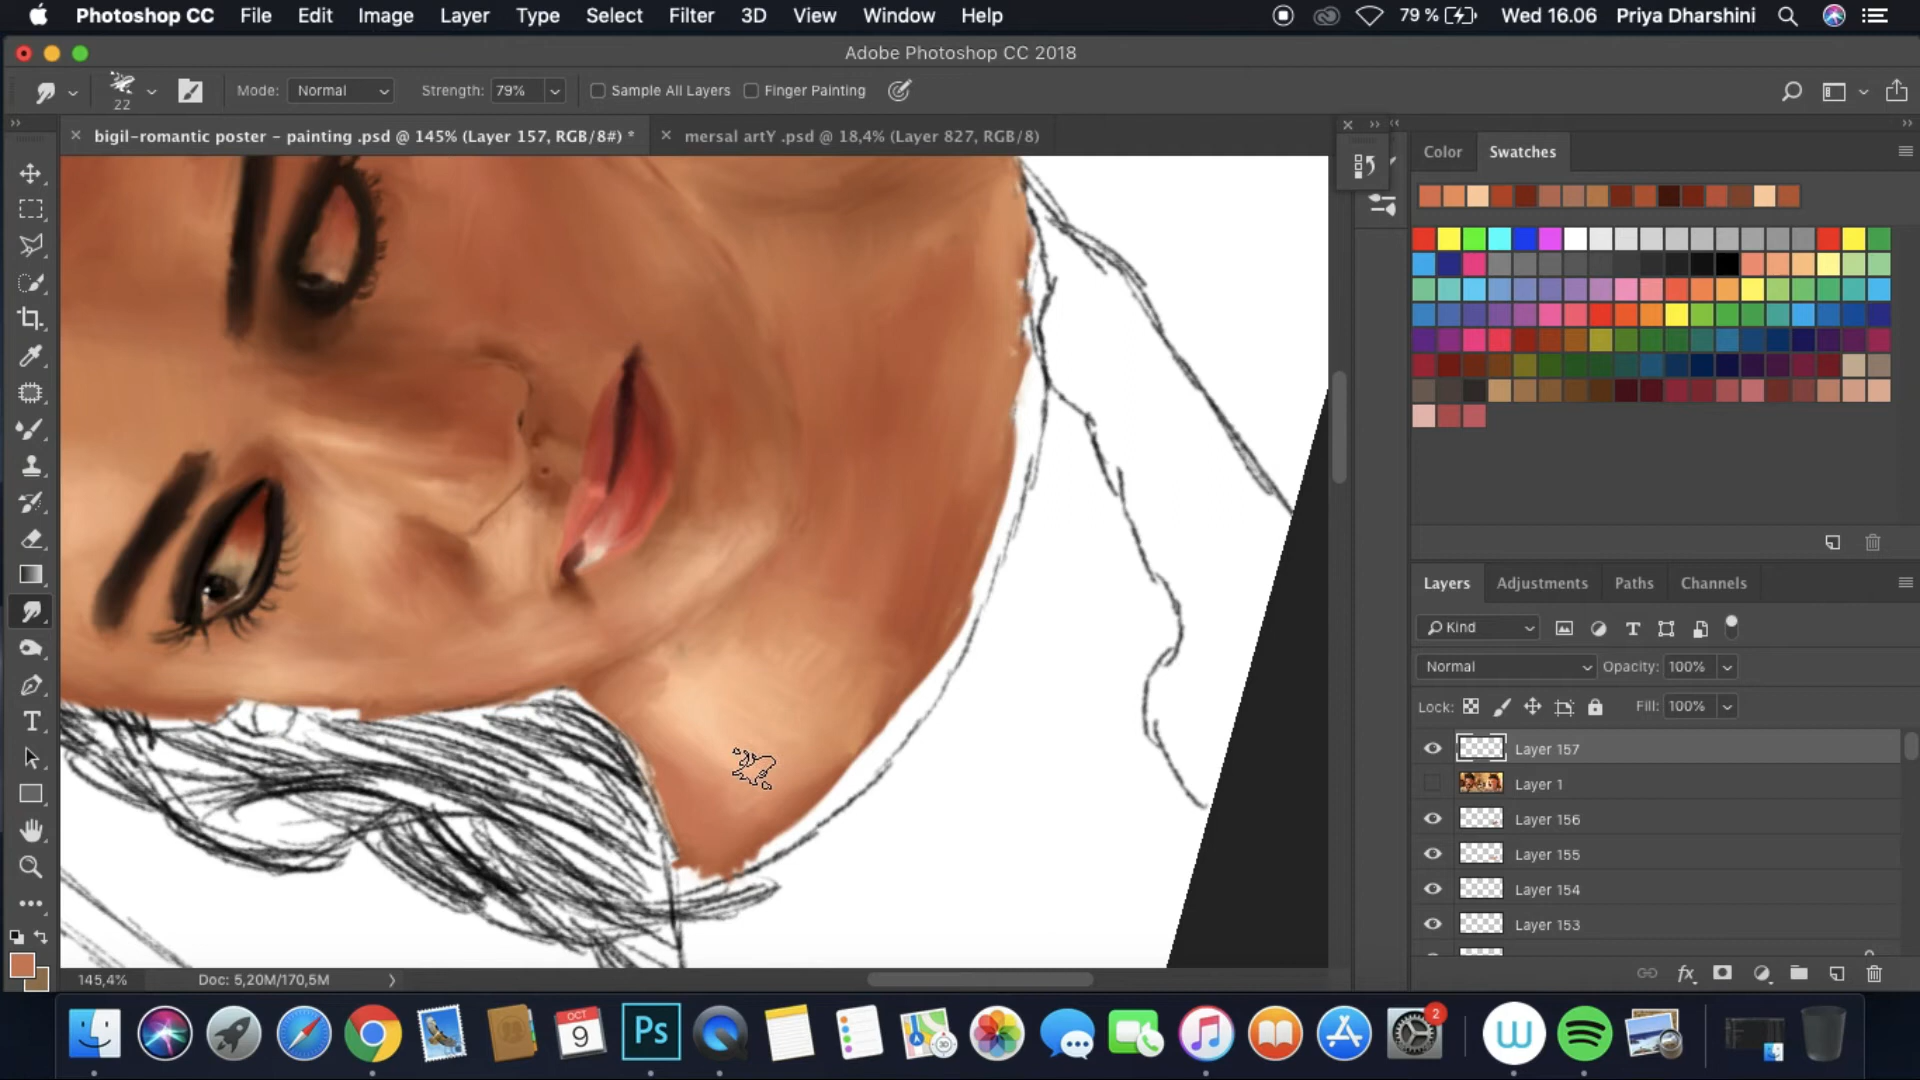 Photoshop CC File Edit Image Layer Type Select Filter 3D View Window Help 79 % Wed 16.06 Priya Dharshini
Adobe Photoshop CC 2018
22 Mode: Normal Strength: 79% Sample All Layers Finger Painting
bigil-romantic poster - painting .psd @ 145% (Layer 157, RGB/8#) *
mersal artY .psd @ 18,4% (Layer 827, RGB/8)
Color Swatches
Layers Adjustments Paths Channels
Kind
Normal Opacity: 100%
Lock: Fill: 100%
Layer 157
Layer 1
Layer 156
Layer 155
Layer 154
Layer 153
fx
145,4% Doc: 5,20M/170,5M
OCT
9
Ps
2